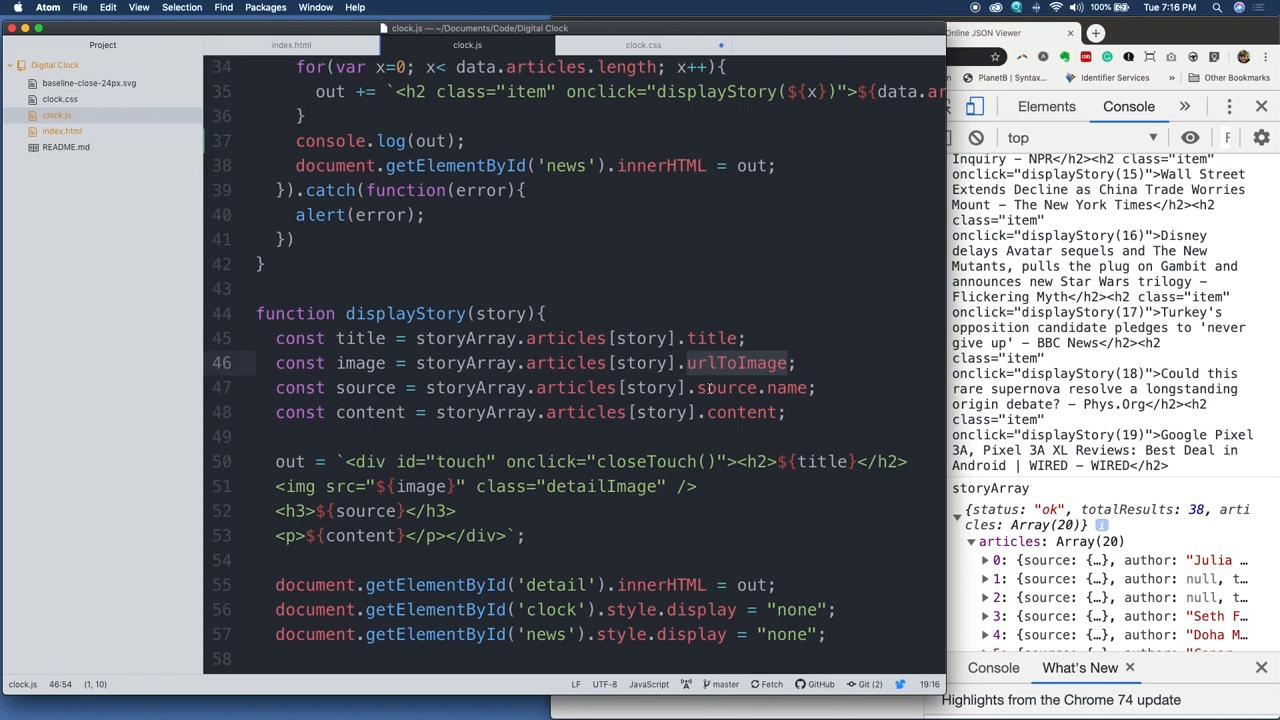 Atom File Edit View Selection Find Packages Window Help
100% Tue 7:16 PM
clock.js — ~/Documents/Code/Digital Clock
Project
index.html
clock.js
clock.css
Digital Clock
baseline-close-24px.svg
clock.css
clock.js
index.html
README.md
34 for(var x=0; x< data.articles.length; x++){
35 out += `<h2 class="item" onclick="displayStory(${x})">${data.ar
36 }
37 console.log(out);
38 document.getElementById('news').innerHTML = out;
39 }).catch(function(error){
40 alert(error);
41 })
42 }
43
44 function displayStory(story){
45 const title = storyArray.articles[story].title;
46 const image = storyArray.articles[story].urlToImage;
47 const source = storyArray.articles[story].source.name;
48 const content = storyArray.articles[story].content;
49
50 out = `<div id="touch" onclick="closeTouch()"><h2>${title}</h2>
51 <img src="${image}" class="detailImage" />
52 <h3>${source}</h3>
53 <p>${content}</p></div>`;
54
55 document.getElementById('detail').innerHTML = out;
56 document.getElementById('clock').style.display = "none";
57 document.getElementById('news').style.display = "none";
58
clock.js 46:54 (1, 10)
LF UTF-8 JavaScript master Fetch GitHub Git (2) 19:16
Online JSON Viewer
PlanetB | Syntax... Identifier Services » Other Bookmarks
Elements Console »
top
Inquiry – NPR</h2><h2 class="item"
onclick="displayStory(15)">Wall Street
Extends Decline as China Trade Worries
Mount – The New York Times</h2><h2
class="item"
onclick="displayStory(16)">Disney
delays Avatar sequels and The New
Mutants, pulls the plug on Gambit and
announces new Star Wars trilogy –
Flickering Myth</h2><h2 class="item"
onclick="displayStory(17)">Turkey's
opposition candidate pledges to 'never
give up' – BBC News</h2><h2
class="item"
onclick="displayStory(18)">Could this
rare supernova resolve a longstanding
origin debate? – Phys.Org</h2><h2
class="item"
onclick="displayStory(19)">Google Pixel
3A, Pixel 3A XL Reviews: Best Deal in
Android | WIRED – WIRED</h2>
storyArray
{status: "ok", totalResults: 38, arti
cles: Array(20)}
articles: Array(20)
0: {source: {…}, author: "Julia …
1: {source: {…}, author: null, t…
2: {source: {…}, author: null, t…
3: {source: {…}, author: "Seth F…
4: {source: {…}, author: "Doha M…
Console What's New
Highlights from the Chrome 74 update